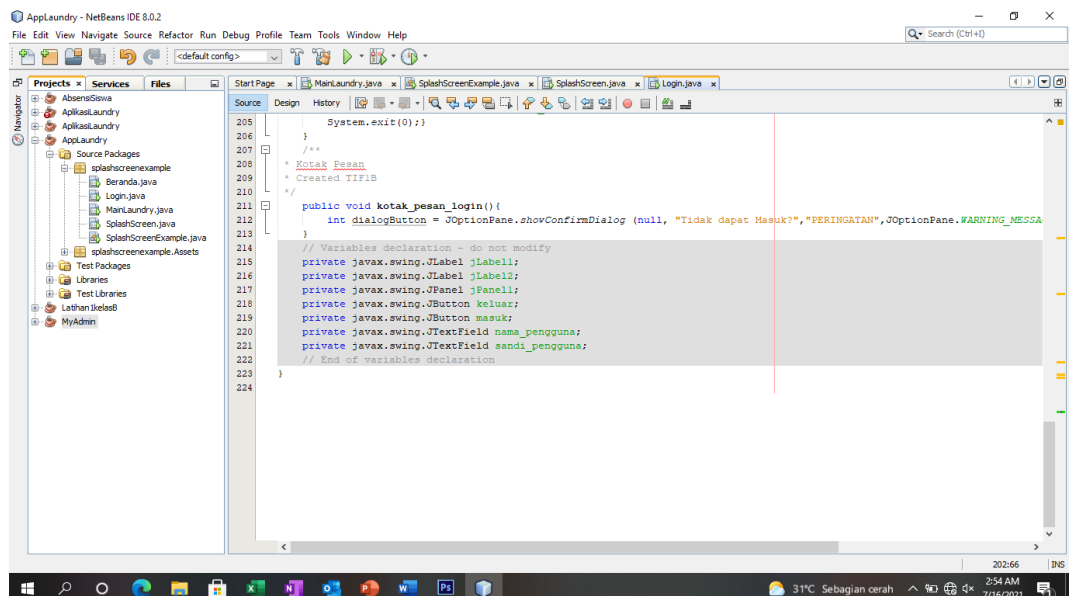 AppLaundry - NetBeans IDE 8.0.2
File Edit View Navigate Source Refactor Run Debug Profile Team Tools Window Help
Search (Ctrl+I)
<default config>
Projects Services Files
Start Page MainLaundry.java SplashScreenExample.java SplashScreen.java Login.java
Navigator
AbsensiSiswa
AplikasiLaundry
AplikasiLaundry
AppLaundry
Source Packages
splashscreenexample
Beranda.java
Login.java
MainLaundry.java
SplashScreen.java
SplashScreenExample.java
splashscreenexample.Assets
Test Packages
Libraries
Test Libraries
Latihan1kelasB
MyAdmin
Source Design History
205 System.exit(0);}
206 }
207 /**
208 * Kotak Pesan
209 * Created TIF1B
210 */
211 public void kotak_pesan_login(){
212 int dialogButton = JOptionPane.showConfirmDialog (null, "Tidak dapat Masuk?","PERINGATAN",JOptionPane.WARNING_MESSA
213 }
214 // Variables declaration - do not modify
215 private javax.swing.JLabel jLabel1;
216 private javax.swing.JLabel jLabel2;
217 private javax.swing.JPanel jPanel1;
218 private javax.swing.JButton keluar;
219 private javax.swing.JButton masuk;
220 private javax.swing.JTextField nama_pengguna;
221 private javax.swing.JTextField sandi_pengguna;
222 // End of variables declaration
223 }
224
202:66 INS
31°C Sebagian cerah
2:54 AM
7/16/2021